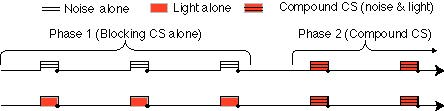 Noise alone Light alone Compound CS (noise & light)
Phase 1 (Blocking CS alone) Phase 2 (Compound CS)